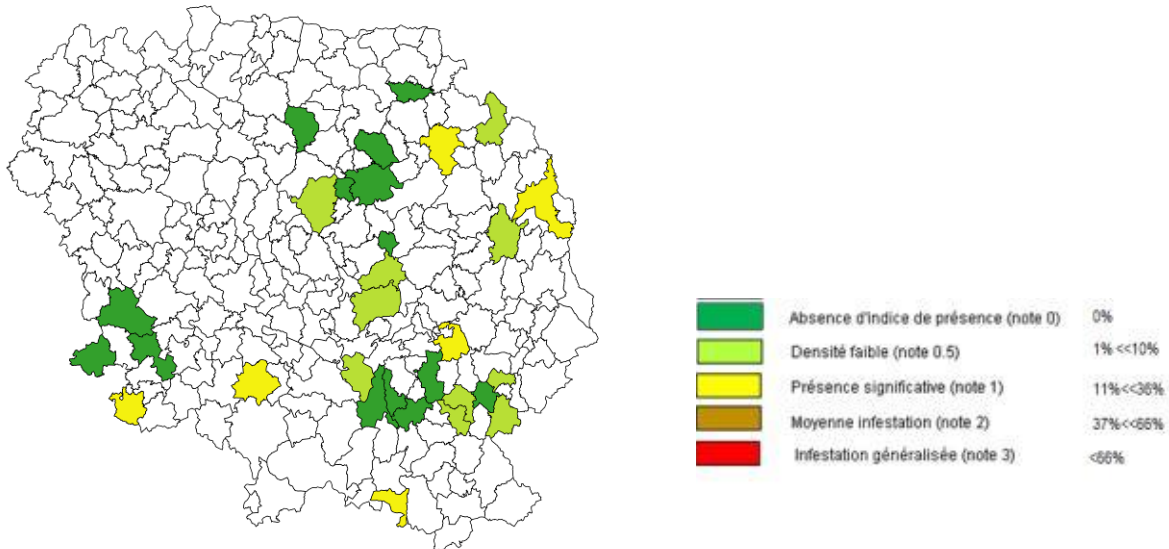 Absence d'indice de présence (note 0) 0%
Densité faible (note 0.5) 1%<<10%
Présence significative (note 1) 11%<<36%
Moyenne infestation (note 2) 37%<<66%
Infestation généralisée (note 3) <66%